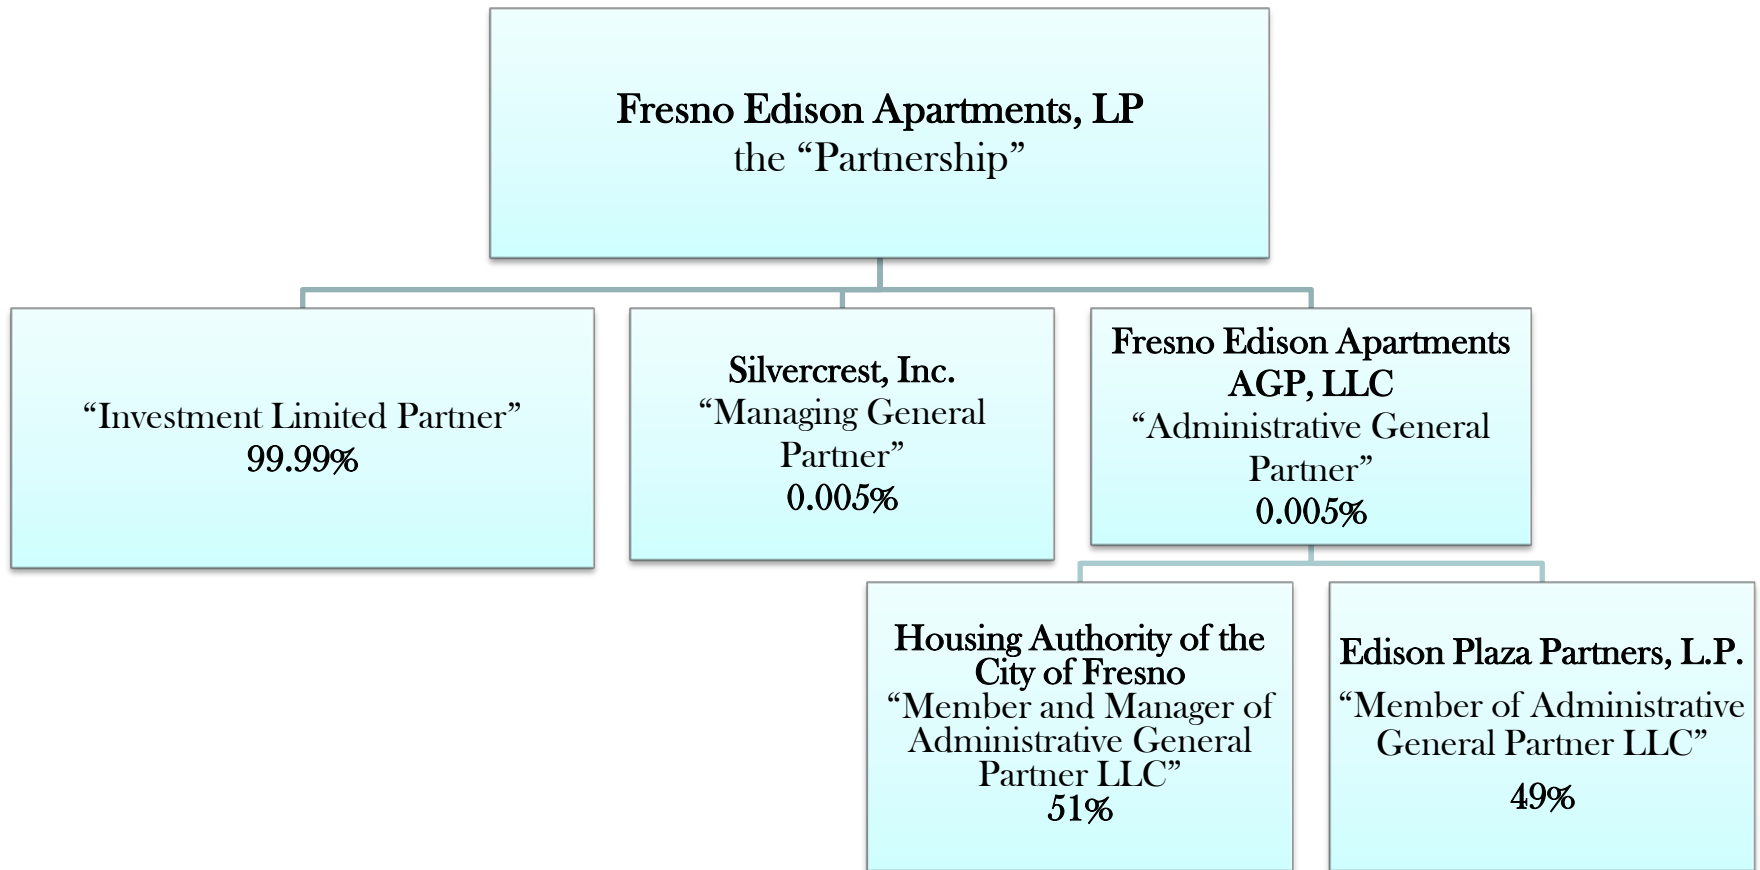 Fresno Edison Apartments, LP
the “Partnership”
“Investment Limited Partner”
99.99%
Silvercrest, Inc.
“Managing General
Partner”
0.005%
Fresno Edison Apartments
AGP, LLC
“Administrative General
Partner”
0.005%
Housing Authority of the
City of Fresno
“Member and Manager of
Administrative General
Partner LLC”
51%
Edison Plaza Partners, L.P.
“Member of Administrative
General Partner LLC”
49%